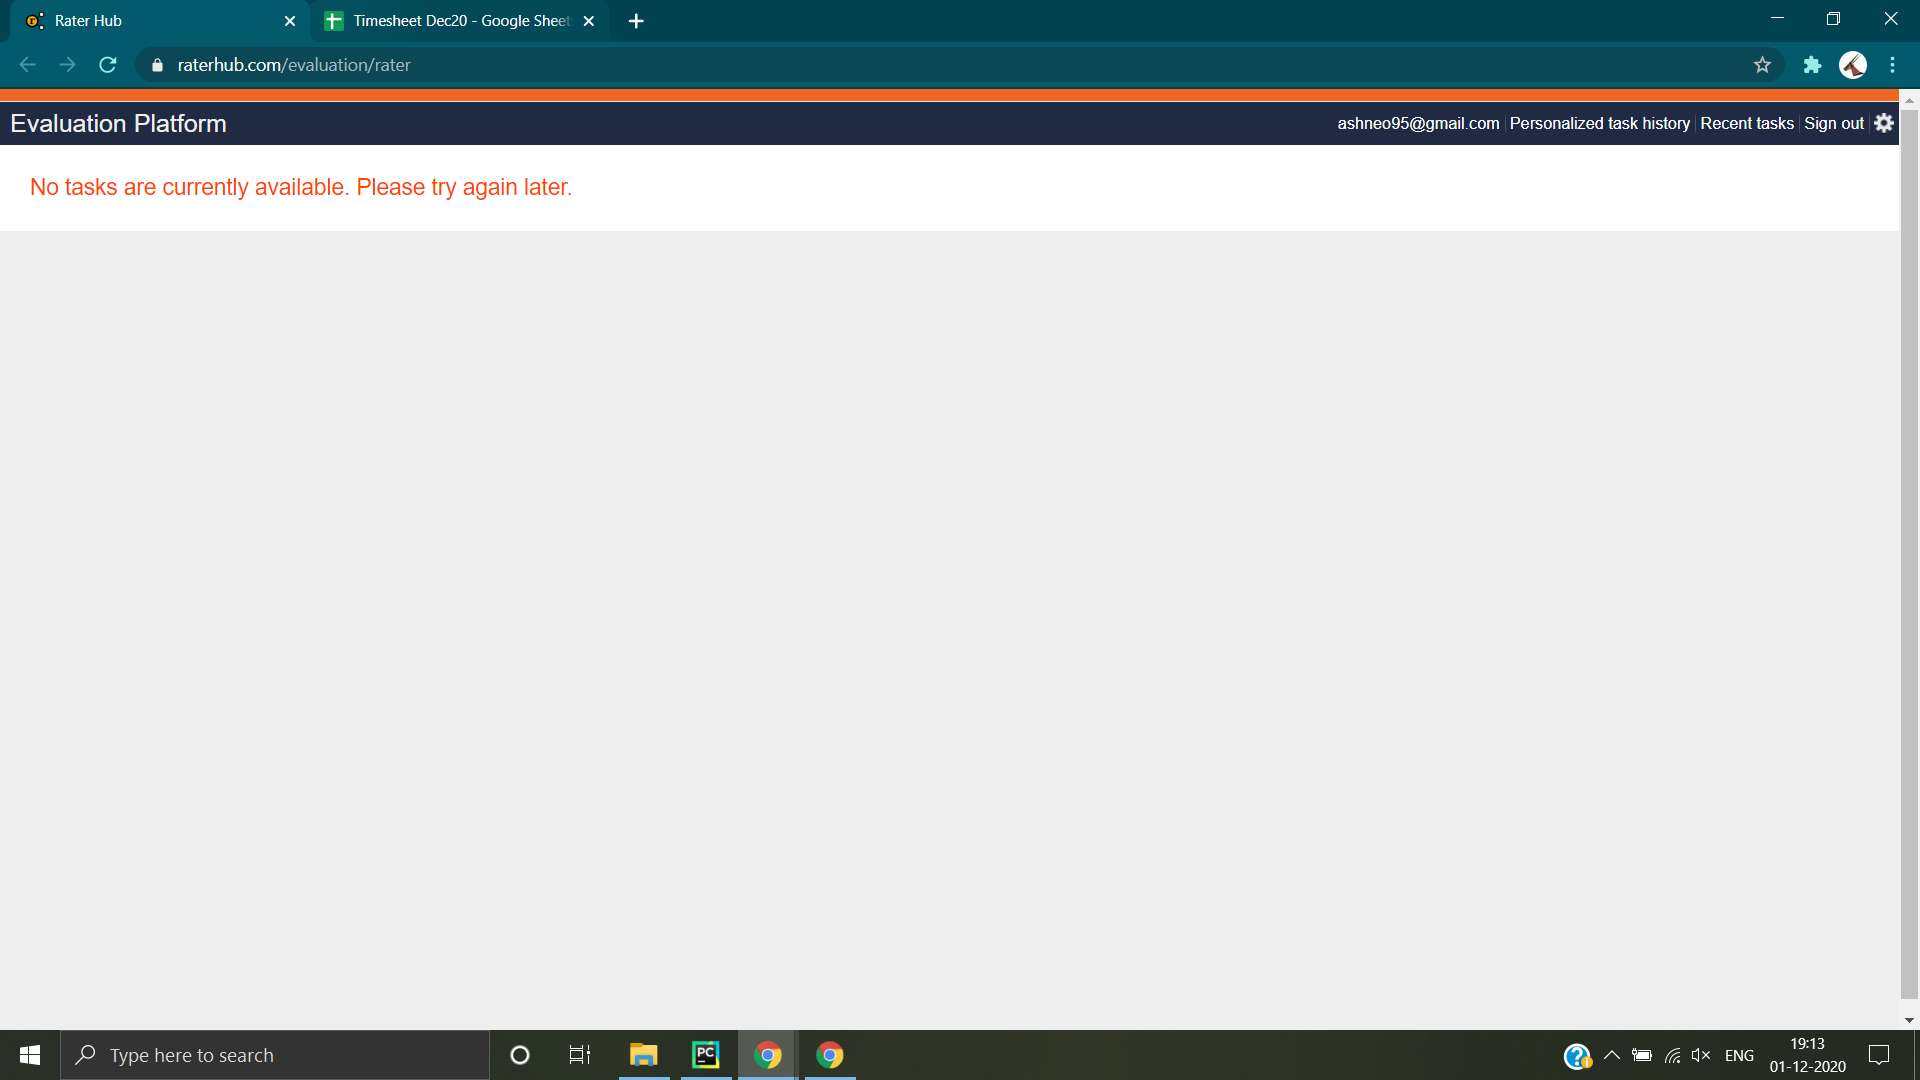 Rater Hub
Timesheet Dec20 - Google Sheet
raterhub.com/evaluation/rater
Evaluation Platform
ashneo95@gmail.com Personalized task history Recent tasks Sign out
No tasks are currently available. Please try again later.
Type here to search
PC
ENG
19:13
01-12-2020